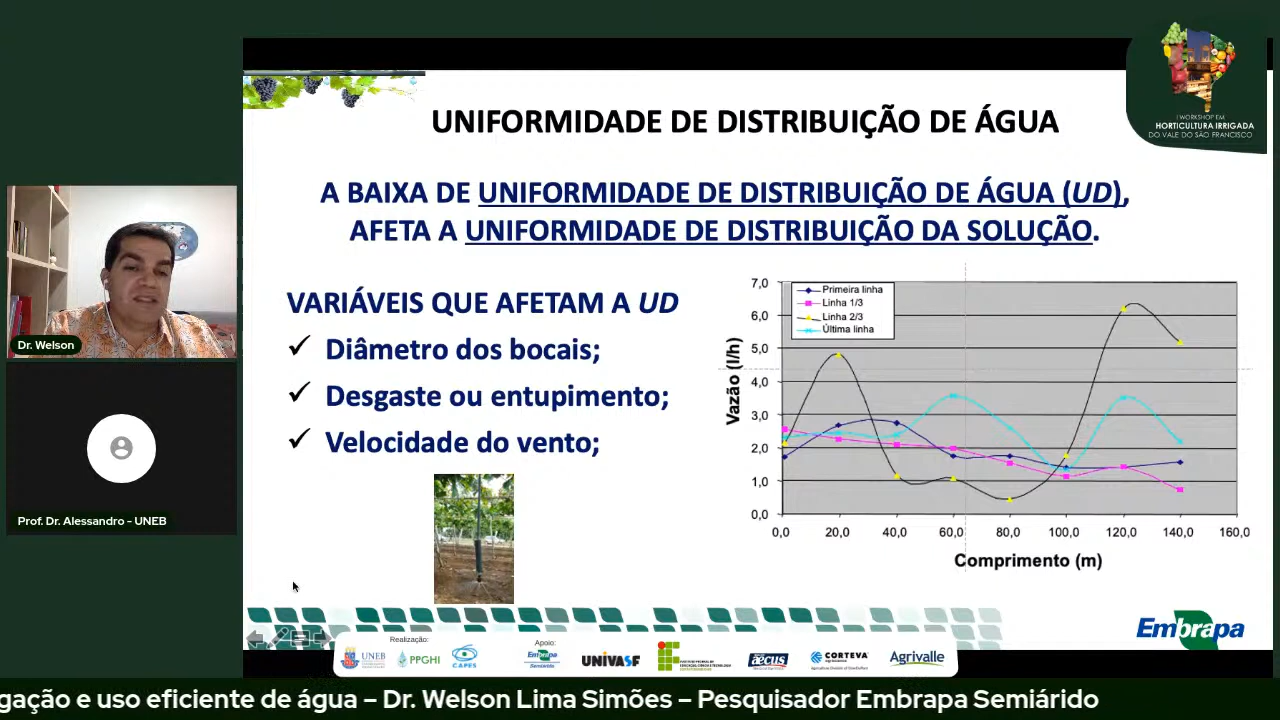 I WORKSHOP EM
HORTICULTURA IRRIGADA
DO VALE DO SÃO FRANCISCO
UNIFORMIDADE DE DISTRIBUIÇÃO DE ÁGUA
A BAIXA DE UNIFORMIDADE DE DISTRIBUIÇÃO DE ÁGUA (UD),
AFETA A UNIFORMIDADE DE DISTRIBUIÇÃO DA SOLUÇÃO.
VARIÁVEIS QUE AFETAM A UD
✓ Diâmetro dos bocais;
✓ Desgaste ou entupimento;
✓ Velocidade do vento;
Dr. Welson
Prof. Dr. Alessandro - UNEB
Primeira linha
Linha 1/3
Linha 2/3
Última linha
Vazão (l/h)
7,0
6,0
5,0
4,0
3,0
2,0
1,0
0,0
0,0 20,0 40,0 60,0 80,0 100,0 120,0 140,0 160,0
Comprimento (m)
Embrapa
Realização:
UNEB
PPGHI
CAPES
Apoio:
Embrapa
Semiárido
UNIVASF
æcus
CORTEVA
agriscience
Agrivalle
gação e uso eficiente de água – Dr. Welson Lima Simões – Pesquisador Embrapa Semiárido